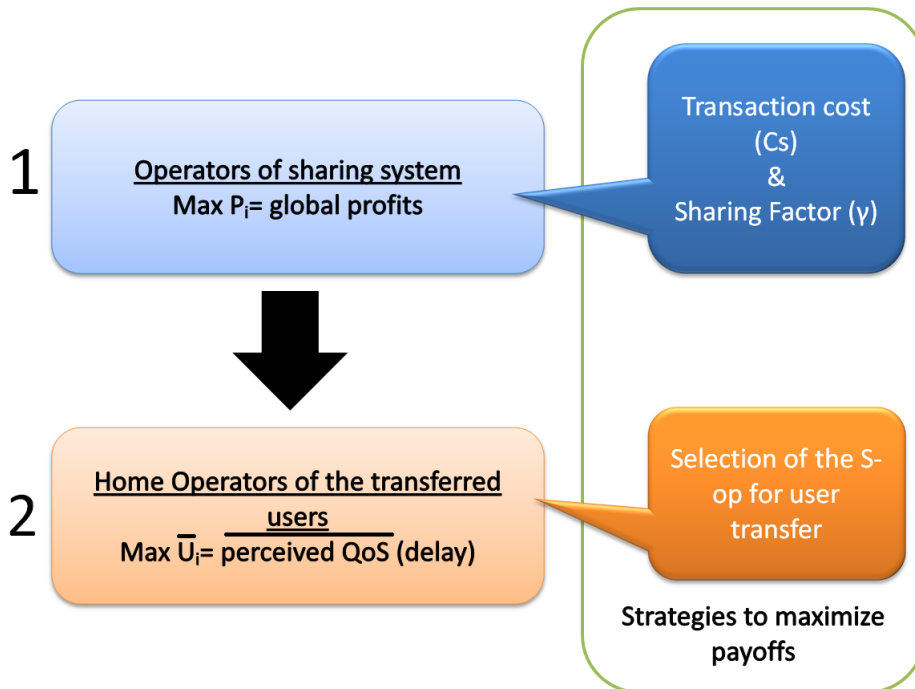 1
Operators of sharing system
Max Pi= global profits
Transaction cost
(Cs)
&
Sharing Factor (γ)
2
Home Operators of the transferred
users
Max U̅i= perceived QoS (delay)
Selection of the S-
op for user
transfer
Strategies to maximize
payoffs